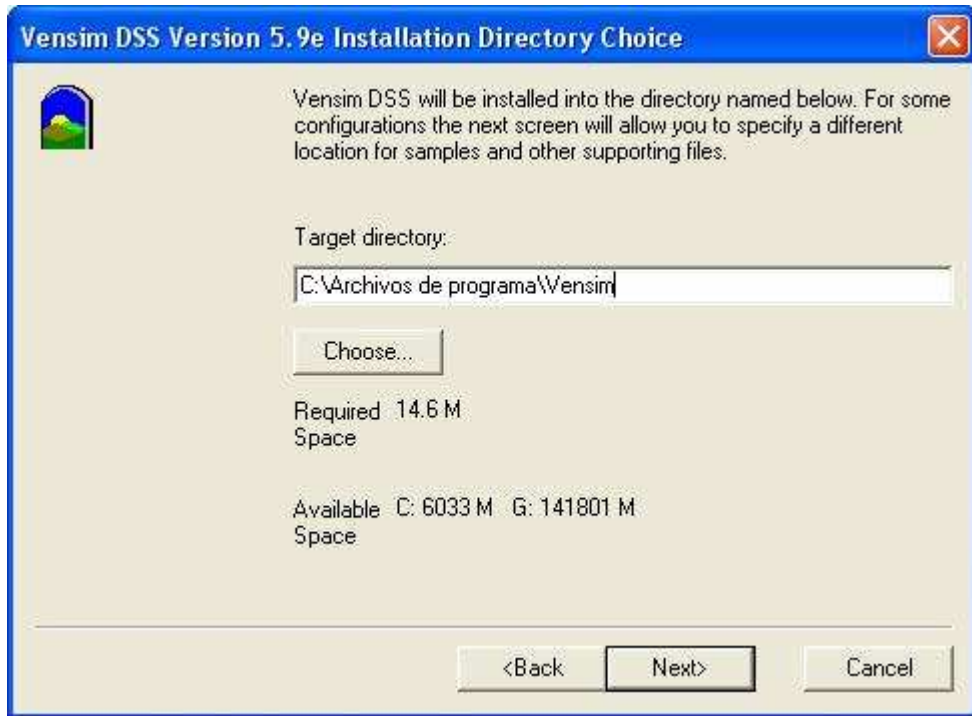 Vensim DSS Version 5.9e Installation Directory Choice
Vensim DSS will be installed into the directory named below. For some
configurations the next screen will allow you to specify a different
location for samples and other supporting files.
Target directory:
C:\Archivos de programa\Vensim
Choose...
Required 14.6 M
Space
Available C: 6033 M G: 141801 M
Space
<Back Next> Cancel